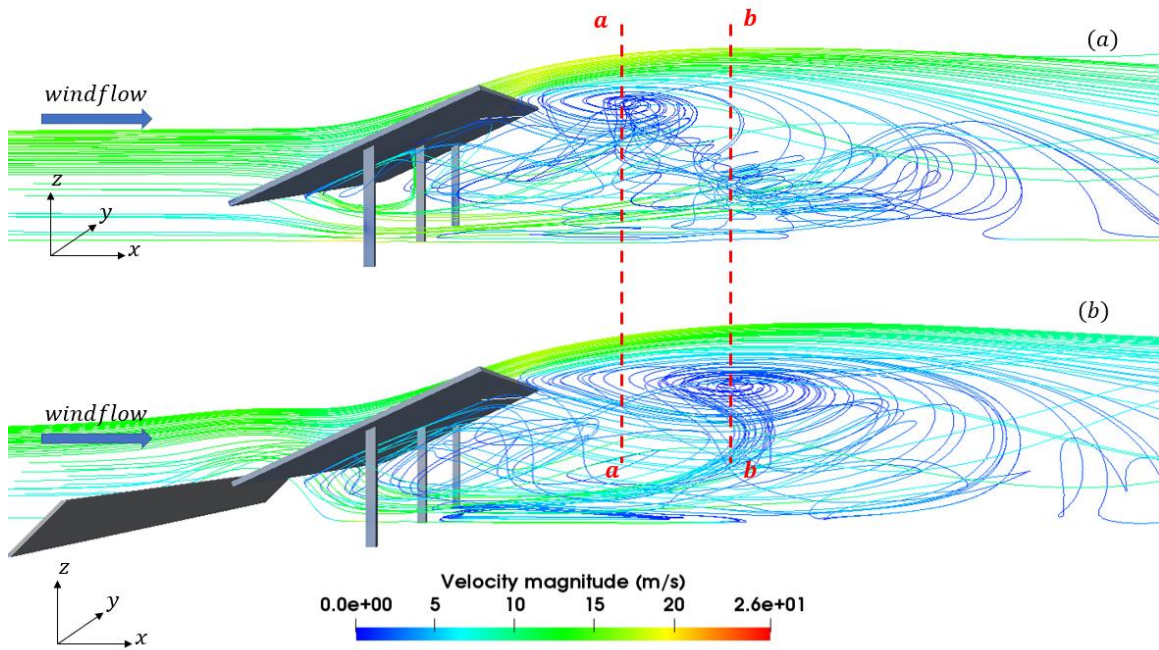 a b
(a)
windflow
z
y
x
(b)
windflow
a b
z
y
x
Velocity magnitude (m/s)
0.0e+00 5 10 15 20 2.6e+01